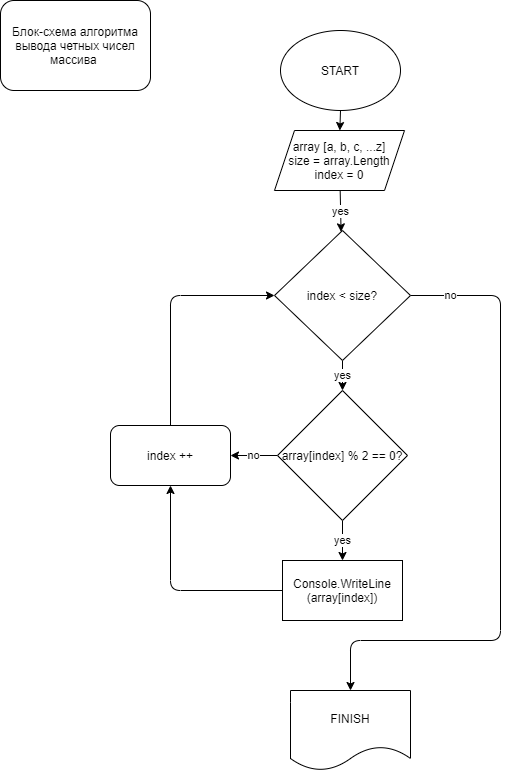 Блок-схема алгоритма
вывода четных чисел
массива
START
array [a, b, c, ...z]
size = array.Length
index = 0
yes
index < size?
no
yes
index ++
no
array[index] % 2 == 0?
yes
Console.WriteLine
(array[index])
FINISH